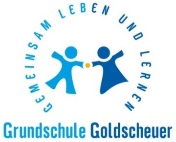 GEMEINSAM LEBEN UND LERNEN
Grundschule Goldscheuer